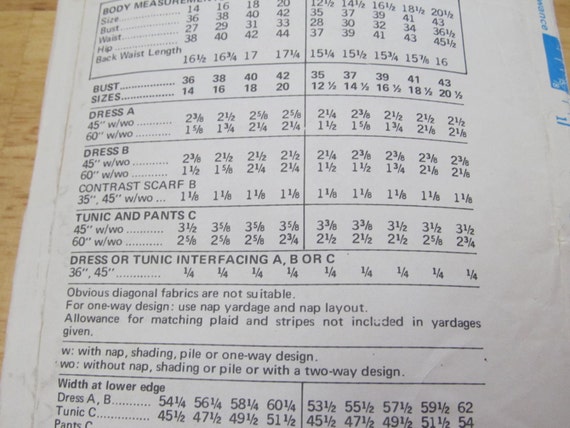 BODY MEASUREMENT
Size 14 16 18 20 12½ 14½ 16½ 18½ 20½
Bust 36 38 40 42 35 37 39 41 43
Waist 27 29 31 33 28 30 32 34 36½
Hip 38 40 42 44 37 39 41 43 45½
Back Waist Length 16½ 16¾ 17 17¼ 15 15¼ 15½ 15⅝ 16
BUST 36 38 40 42 35 37 39 41 43
SIZES 14 16 18 20 12½ 14½ 16½ 18½ 20½
DRESS A
45" w/wo 2⅜ 2½ 2⅝ 2⅝ 2¼ 2⅜ 2½ 2⅝ 2⅝
60" w/wo 1⅝ 1¾ 2¼ 2¼ 1½ 1⅝ 1¾ 2⅛ 2⅛
DRESS B
45" w/wo 2⅜ 2½ 2⅝ 2⅝ 2¼ 2⅜ 2½ 2⅝ 2⅝
60" w/wo 1½ 1⅝ 2¼ 2¼ 1½ 1½ 1¾ 2⅛ 2⅛
CONTRAST SCARF B
35", 45" w/wo 1⅛ 1⅛ 1⅛ 1⅛ 1⅛ 1⅛ 1⅛ 1⅛ 1⅛
TUNIC AND PANTS C
45" w/wo 3½ 3⅝ 3⅝ 3⅝ 3⅜ 3⅜ 3½ 3½ 3½
60" w/wo 2⅝ 2⅝ 2⅝ 2¾ 2½ 2½ 2½ 2⅝ 2¾
DRESS OR TUNIC INTERFACING A, B OR C
36", 45" ¼ ¼ ¼ ¼ ¼ ¼ ¼ ¼ ¼
Obvious diagonal fabrics are not suitable.
For one-way design: use nap yardage and nap layout.
Allowance for matching plaid and stripes not included in yardages
given.
w: with nap, shading, pile or one-way design.
wo: without nap, shading or pile or with a two-way design.
Width at lower edge
Dress A, B 54¼ 56¼ 58¼ 60¼ 53½ 55½ 57½ 59½ 62
Tunic C 45½ 47½ 49½ 51½ 45½ 47½ 49½ 51½ 54
Pants C